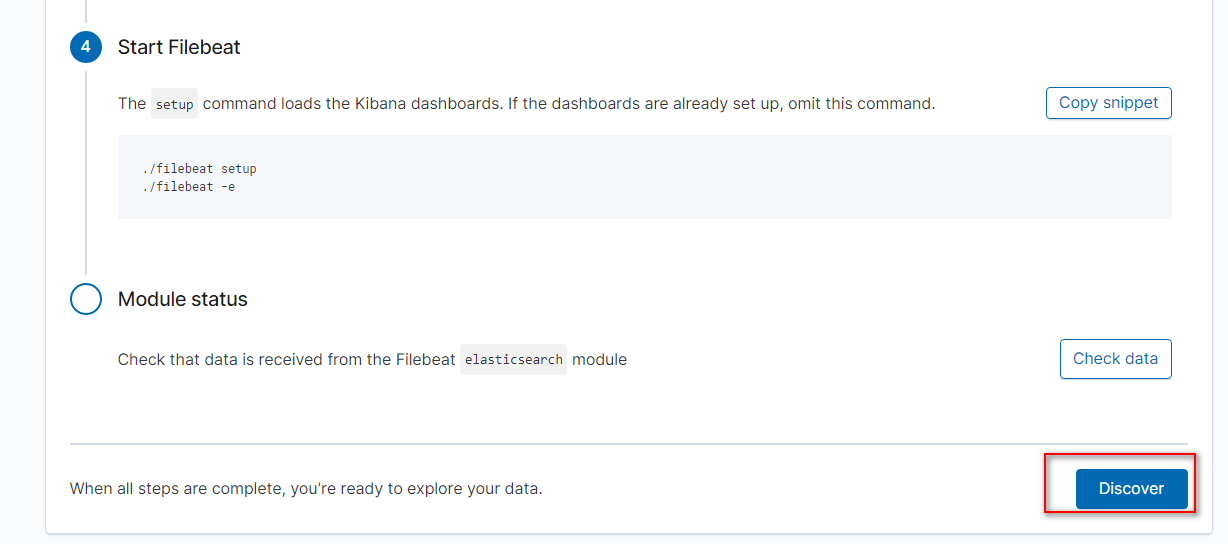 4 Start Filebeat
The setup command loads the Kibana dashboards. If the dashboards are already set up, omit this command.
Copy snippet
./filebeat setup
./filebeat -e
Module status
Check that data is received from the Filebeat elasticsearch module
Check data
When all steps are complete, you're ready to explore your data.
Discover